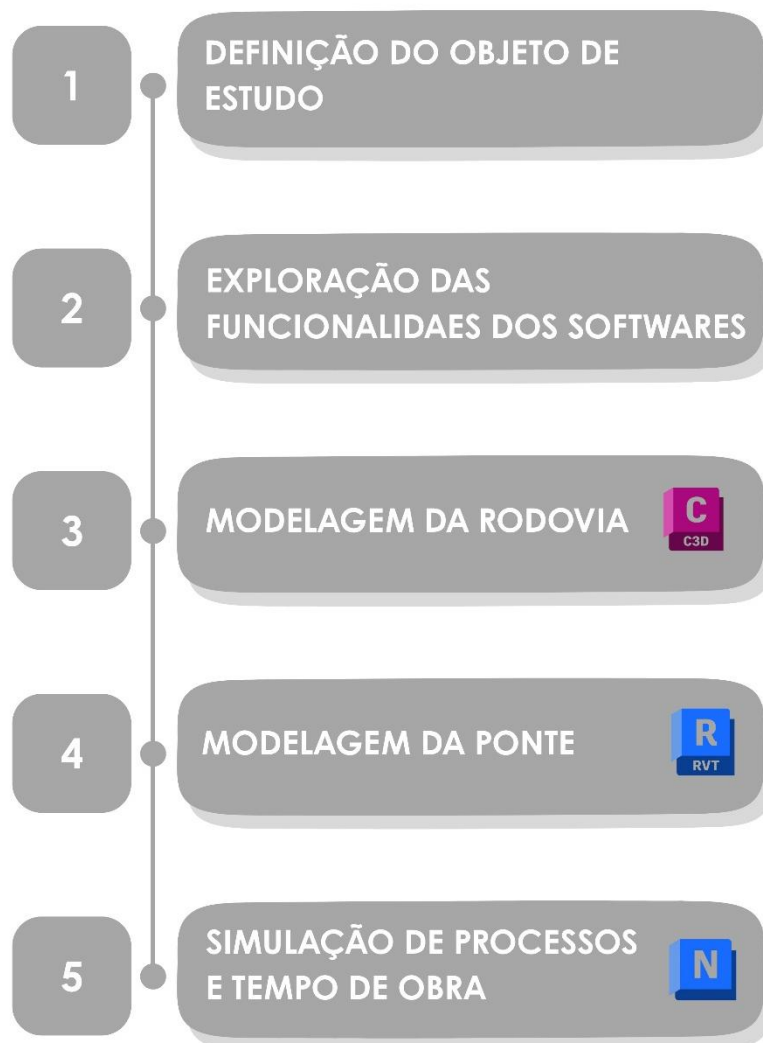 1
DEFINIÇÃO DO OBJETO DE
ESTUDO
2
EXPLORAÇÃO DAS
FUNCIONALIDAES DOS SOFTWARES
3
MODELAGEM DA RODOVIA
C
C3D
4
MODELAGEM DA PONTE
R
RVT
5
SIMULAÇÃO DE PROCESSOS
E TEMPO DE OBRA
N